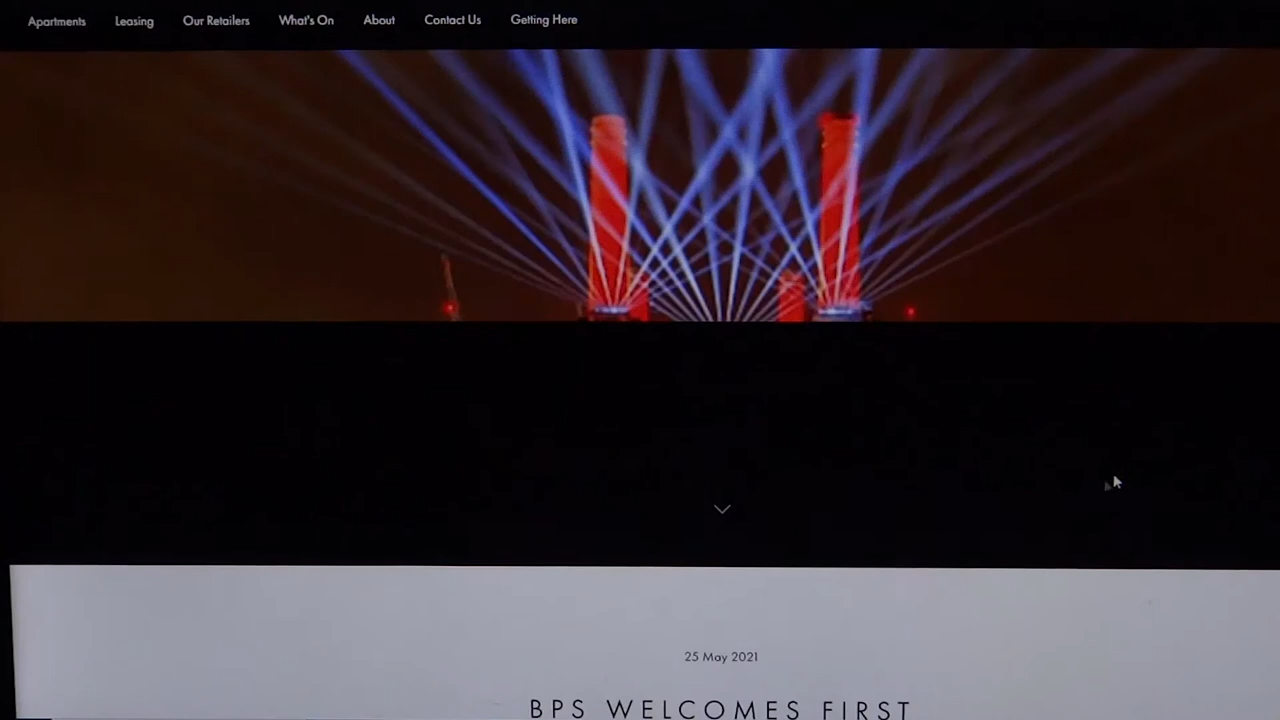 Apartments Leasing Our Retailers What's On About Contact Us Getting Here
25 May 2021
BPS WELCOMES FIRST